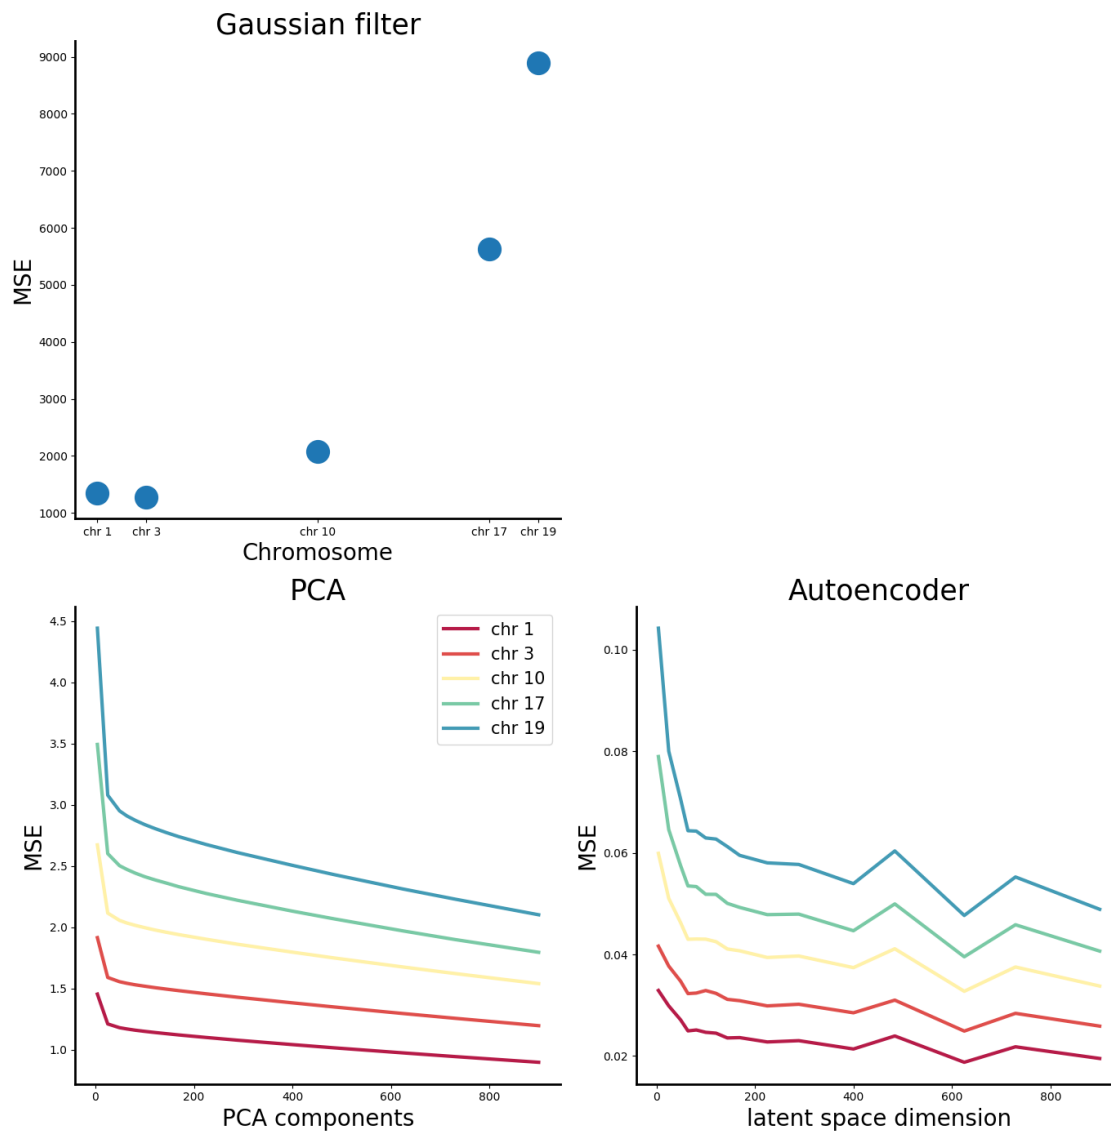 Gaussian filter
9000
8000
7000
6000
5000
4000
3000
2000
1000
MSE
chr 1 chr 3 chr 10 chr 17 chr 19
Chromosome
PCA
4.5
4.0
3.5
3.0
2.5
2.0
1.5
1.0
MSE
chr 1
chr 3
chr 10
chr 17
chr 19
0 200 400 600 800
PCA components
Autoencoder
0.10
0.08
0.06
0.04
0.02
MSE
0 200 400 600 800
latent space dimension